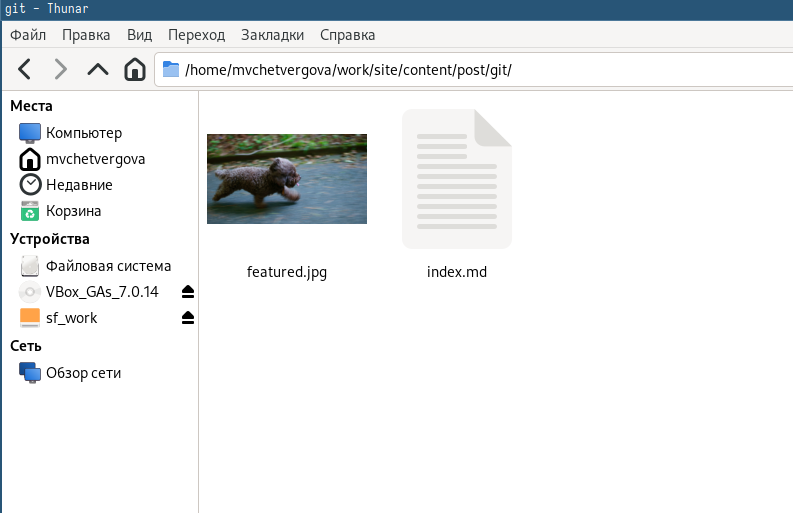 git - Thunar
Файл Правка Вид Переход Закладки Справка
/home/mvchetvergova/work/site/content/post/git/
Места
Компьютер
mvchetvergova
Недавние
Корзина
Устройства
Файловая система
VBox_GAs_7.0.14
sf_work
Сеть
Обзор сети
featured.jpg
index.md